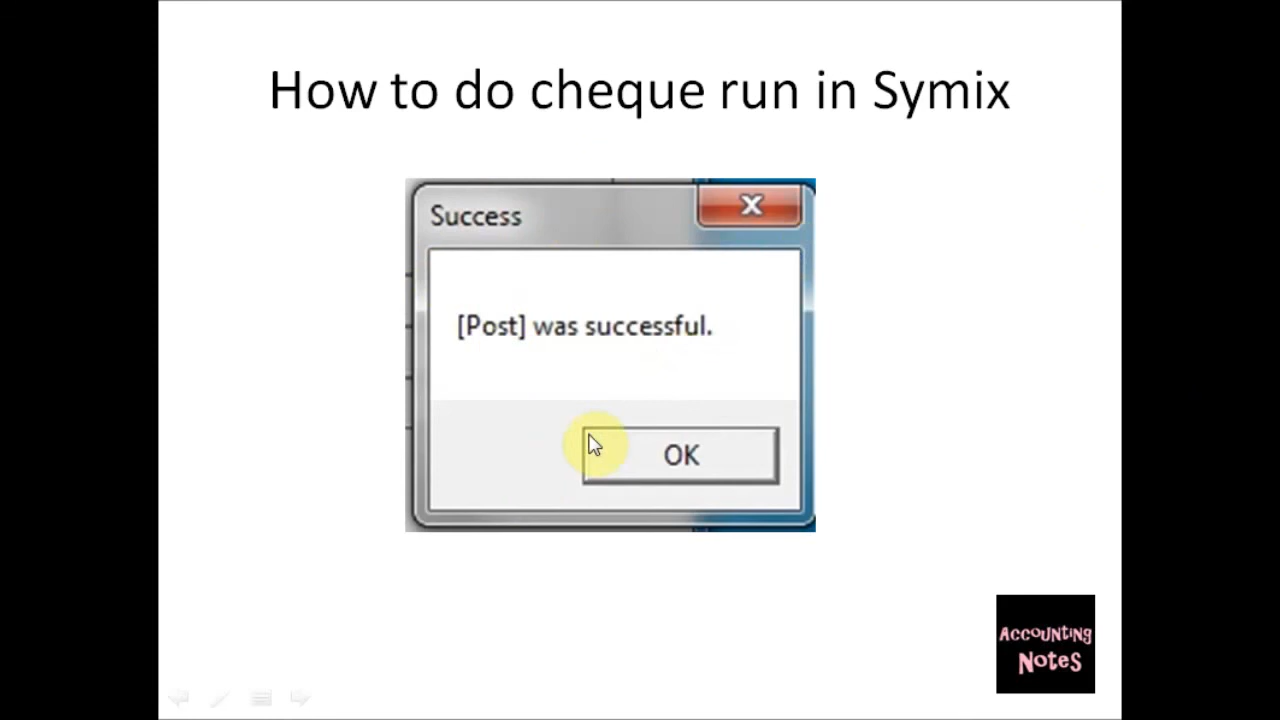 How to do cheque run in Symix
Success
[Post] was successful.
OK
Accounting
Notes